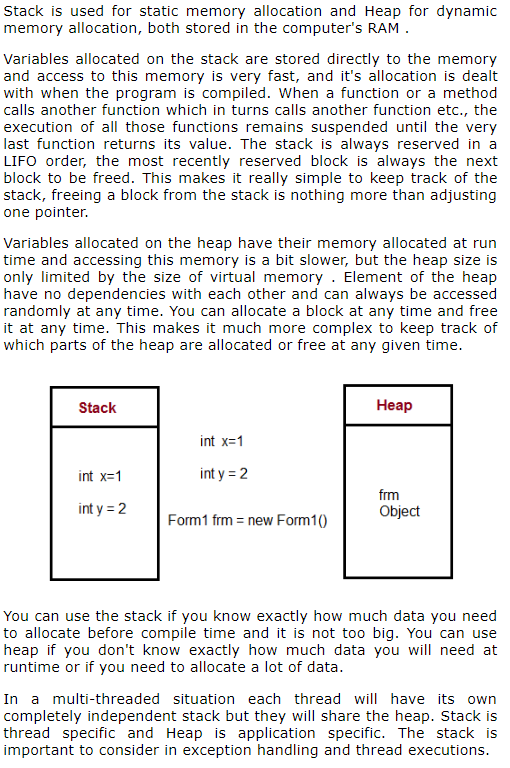 Stack is used for static memory allocation and Heap for dynamic
memory allocation, both stored in the computer's RAM .
Variables allocated on the stack are stored directly to the memory
and access to this memory is very fast, and it's allocation is dealt
with when the program is compiled. When a function or a method
calls another function which in turns calls another function etc., the
execution of all those functions remains suspended until the very
last function returns its value. The stack is always reserved in a
LIFO order, the most recently reserved block is always the next
block to be freed. This makes it really simple to keep track of the
stack, freeing a block from the stack is nothing more than adjusting
one pointer.
Variables allocated on the heap have their memory allocated at run
time and accessing this memory is a bit slower, but the heap size is
only limited by the size of virtual memory . Element of the heap
have no dependencies with each other and can always be accessed
randomly at any time. You can allocate a block at any time and free
it at any time. This makes it much more complex to keep track of
which parts of the heap are allocated or free at any given time.
Stack
int x=1
int y = 2
int x=1
int y = 2
Form1 frm = new Form1()
Heap
frm
Object
You can use the stack if you know exactly how much data you need
to allocate before compile time and it is not too big. You can use
heap if you don't know exactly how much data you will need at
runtime or if you need to allocate a lot of data.
In a multi-threaded situation each thread will have its own
completely independent stack but they will share the heap. Stack is
thread specific and Heap is application specific. The stack is
important to consider in exception handling and thread executions.